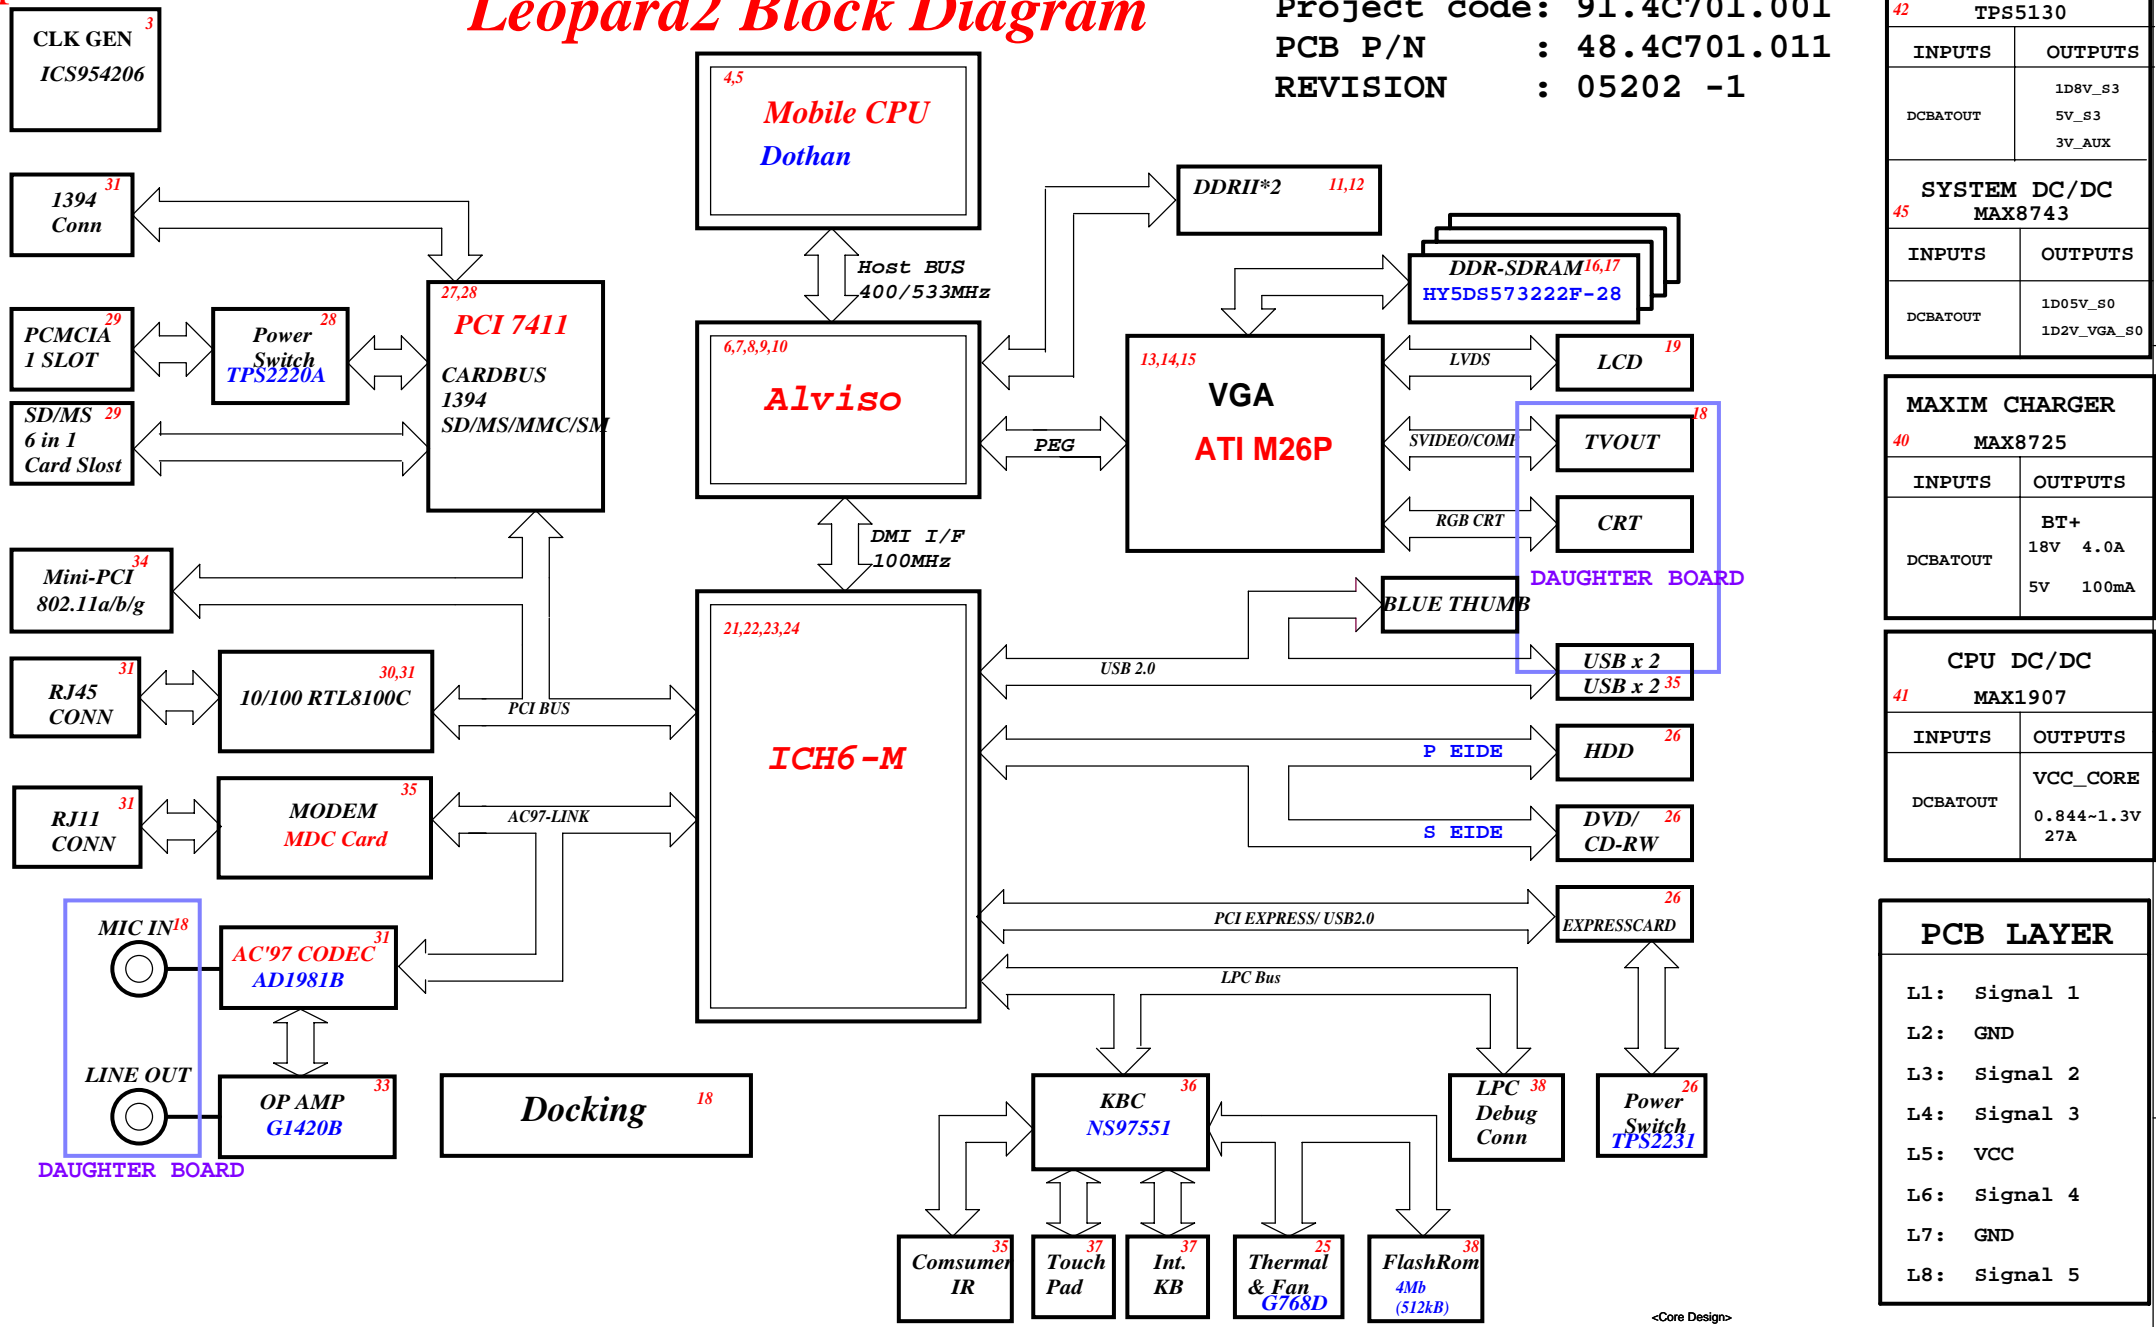 Leopard2 Block Diagram
Project code: 91.4C701.001
PCB P/N : 48.4C701.011
REVISION : 05202 -1
CLK GEN 3
ICS954206
4,5
Mobile CPU
Dothan
1394 31
Conn
DDRII*2 11,12
Host BUS
400/533MHz
DDR-SDRAM 16,17
HY5DS573222F-28
PCMCIA 29
1 SLOT
Power 28
Switch
TPS2220A
27,28
PCI 7411
CARDBUS
1394
SD/MS/MMC/SM
SD/MS 29
6 in 1
Card Slost
6,7,8,9,10
Alviso
PEG
13,14,15
VGA
ATI M26P
LVDS
LCD 19
SVIDEO/COMP
TVOUT 18
RGB CRT
CRT
DAUGHTER BOARD
DMI I/F
100MHz
Mini-PCI 34
802.11a/b/g
RJ45 31
CONN
30,31
10/100 RTL8100C
PCI BUS
21,22,23,24
ICH6-M
BLUE THUMB
USB 2.0
USB x 2
USB x 2 35
P EIDE
HDD 26
S EIDE
DVD/ 26
CD-RW
RJ11 31
CONN
MODEM 35
MDC Card
AC97-LINK
PCI EXPRESS/ USB2.0
26
EXPRESSCARD
MIC IN 18
AC'97 CODEC 31
AD1981B
LPC Bus
LINE OUT
OP AMP 33
G1420B
DAUGHTER BOARD
Docking 18
KBC 36
NS97551
LPC 38
Debug
Conn
Power 26
Switch
TPS2231
Comsumer 35
IR
Touch 37
Pad
Int. 37
KB
Thermal 25
& Fan
G768D
FlashRom 38
4Mb
(512kB)
<Core Design>
42 TPS5130
INPUTS OUTPUTS
DCBATOUT
1D8V_S3
5V_S3
3V_AUX
SYSTEM DC/DC
45 MAX8743
INPUTS OUTPUTS
DCBATOUT
1D05V_S0
1D2V_VGA_S0
MAXIM CHARGER
40 MAX8725
INPUTS OUTPUTS
DCBATOUT
BT+
18V 4.0A
5V 100mA
CPU DC/DC
41 MAX1907
INPUTS OUTPUTS
DCBATOUT
VCC_CORE
0.844~1.3V
27A
PCB LAYER
L1: Signal 1
L2: GND
L3: Signal 2
L4: Signal 3
L5: VCC
L6: Signal 4
L7: GND
L8: Signal 5